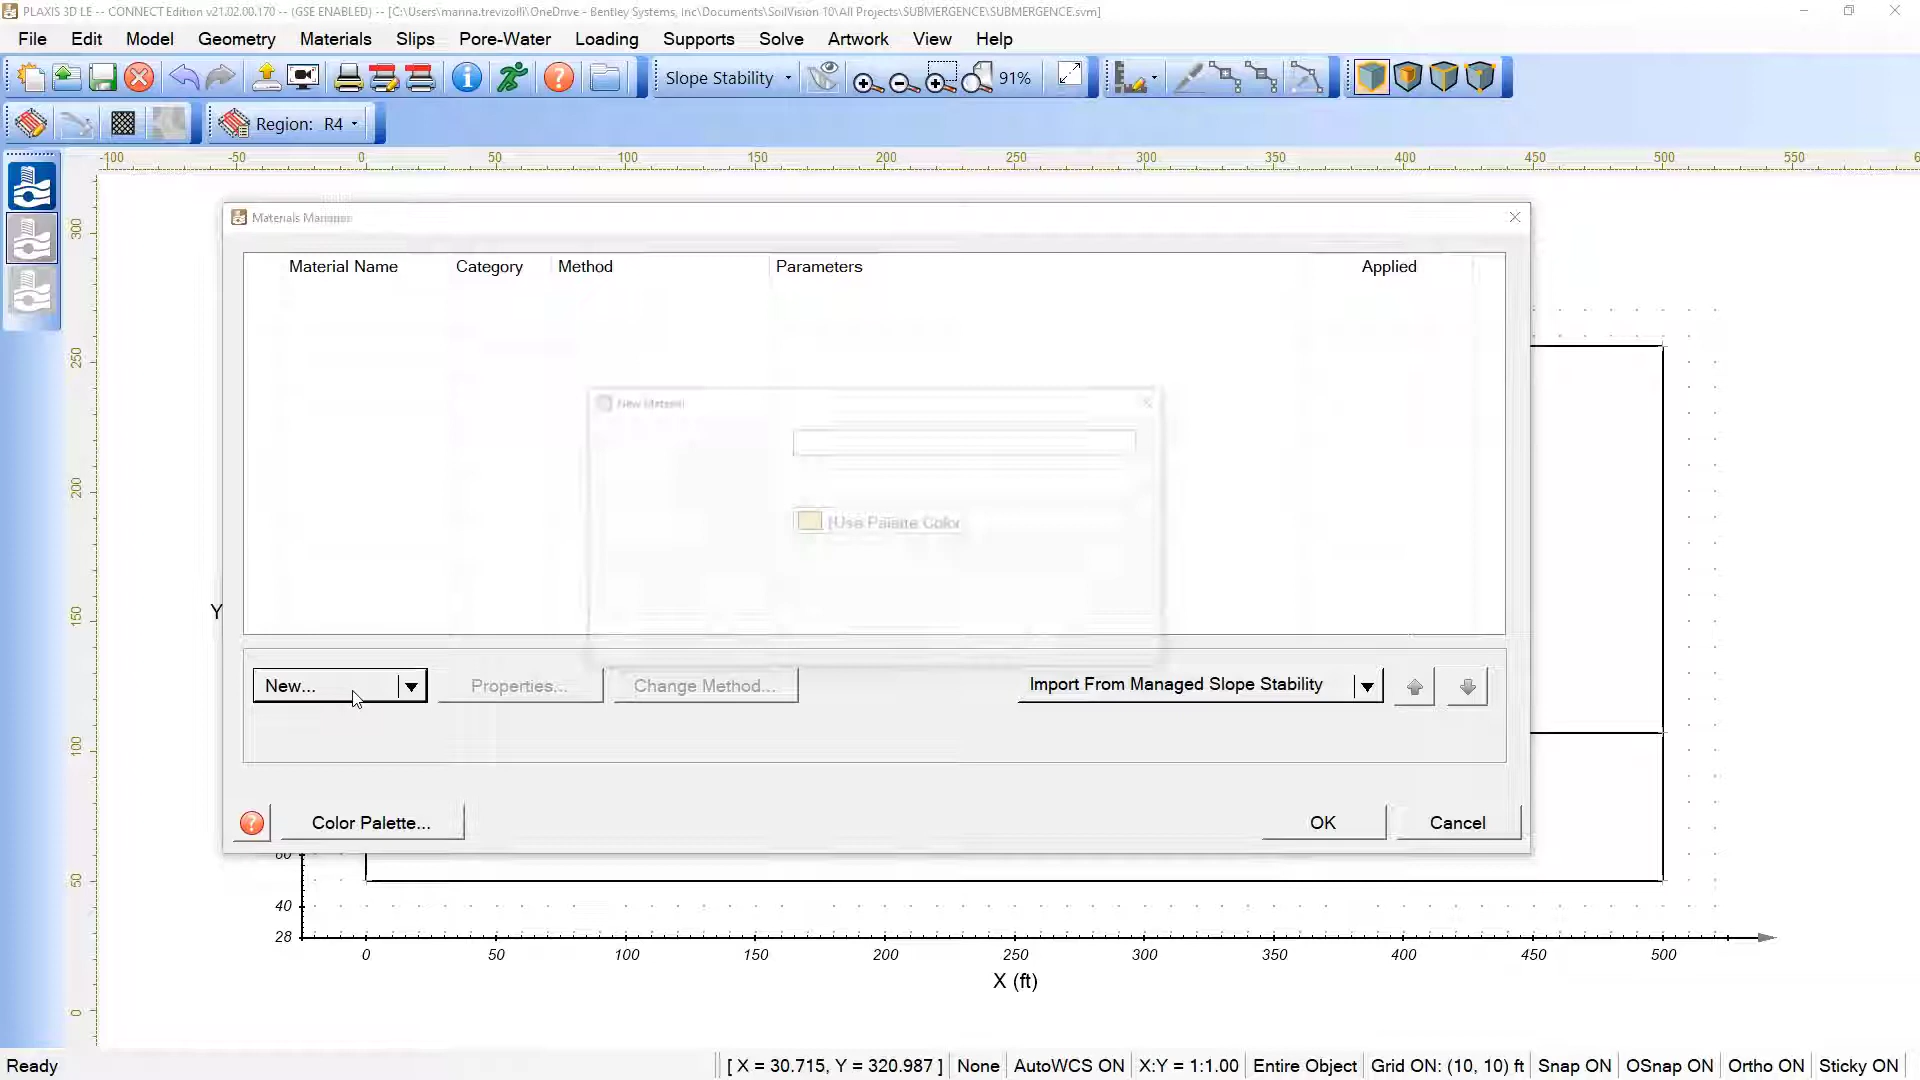 PLAXIS 3D LE -- CONNECT Edition v21.02.00.170 -- (GSE ENABLED) -- [C:\Users\manna.trevizolli\OneDrive - Bentley Systems, Inc\Documents\SoilVision 10\All Projects\SUBMERGENCE\SUBMERGENCE.svm]
File Edit Model Geometry Materials Slips Pore-Water Loading Supports Solve Artwork View Help
Slope Stability 91%
Region: R4
-100 -50 0 50 100 150 200 250 300 350 400 450 500 550
300
250
200
150
100
50
0
Materials Manager
Material Name Category Method Parameters Applied
New Material
Use Palette Color
Y
New... Properties... Change Method... Import From Managed Slope Stability
Color Palette... OK Cancel
60
40
28
0 50 100 150 200 250 300 350 400 450 500
X (ft)
Ready [ X = 30.715, Y = 320.987 ] None AutoWCS ON X:Y = 1:1.00 Entire Object Grid ON: (10, 10) ft Snap ON OSnap ON Ortho ON Sticky ON